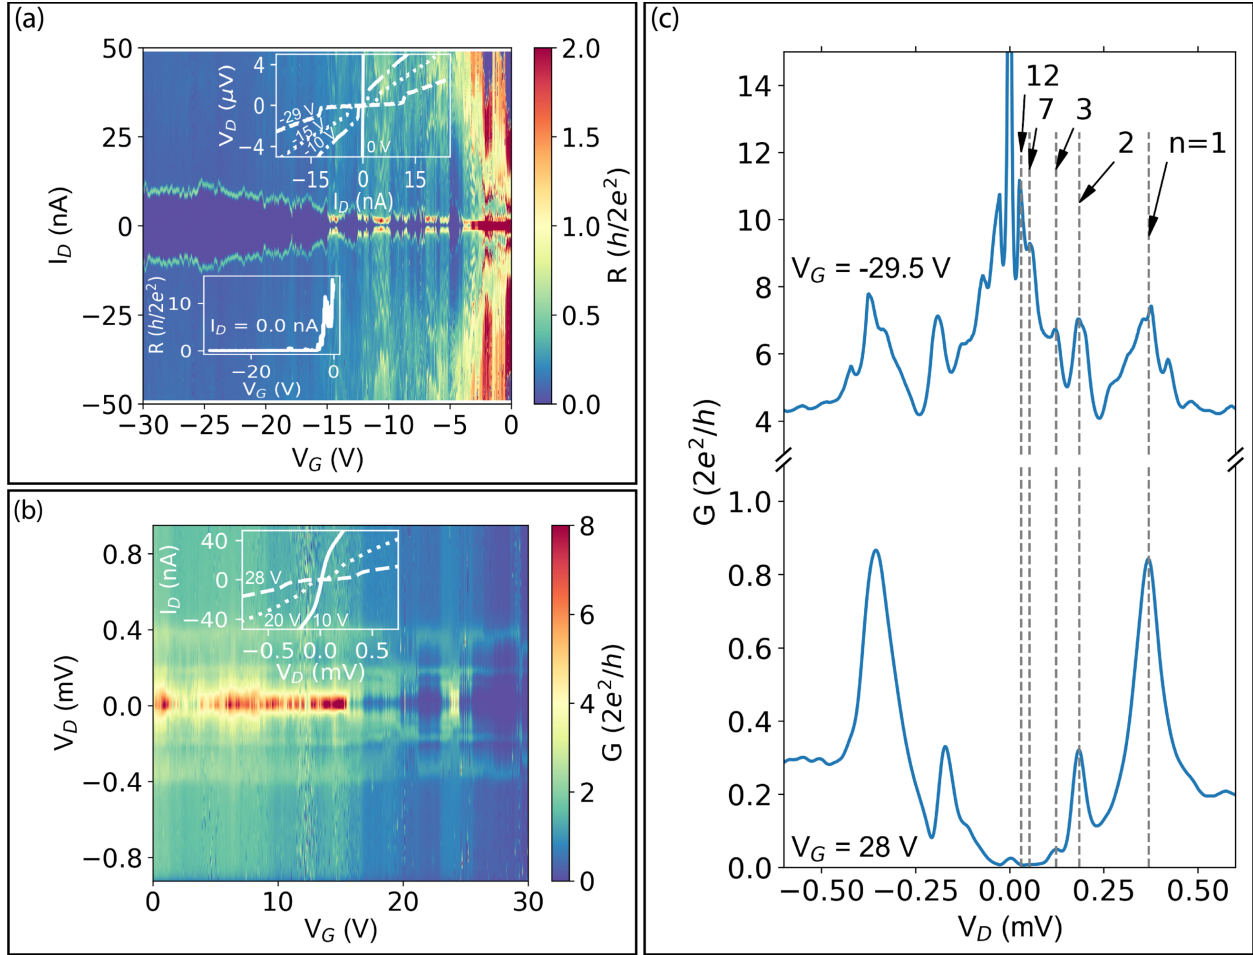 (a)
50
25
0
−25
−50
I_D (nA)
−30 −25 −20 −15 −10 −5 0
V_G (V)
4
0
−4
V_D (μV)
-29 V
-15 V
-10 V
0 V
−15 0 15
I_D (nA)
10
0
R (h/2e²)
I_D = 0.0 nA
−20 0
V_G (V)
2.0
1.5
1.0
0.5
0.0
R (h/2e²)
(b)
0.8
0.4
0.0
−0.4
−0.8
V_D (mV)
0 10 20 30
V_G (V)
40
0
−40
I_D (nA)
28 V
20 V 10 V
−0.5 0.0 0.5
V_D (mV)
8
6
4
2
0
G (2e²/h)
(c)
14
12
10
8
6
4
1.0
0.8
0.6
0.4
0.2
0.0
G (2e²/h)
12
7
3
2
n=1
V_G = -29.5 V
V_G = 28 V
−0.50 −0.25 0.00 0.25 0.50
V_D (mV)